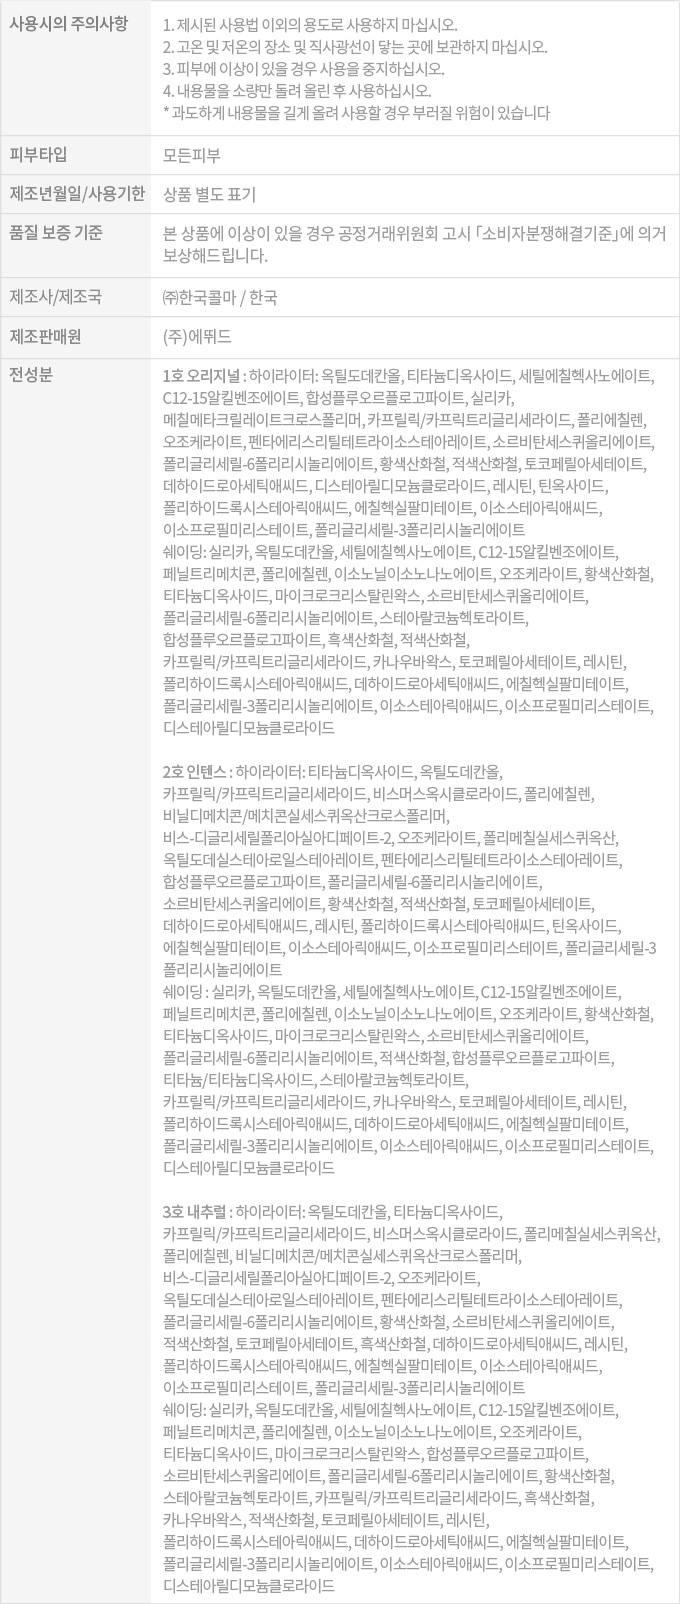 사용시의 주의사항
1. 제시된 사용법 이외의 용도로 사용하지 마십시오.
2. 고온 및 저온의 장소 및 직사광선이 닿는 곳에 보관하지 마십시오.
3. 피부에 이상이 있을 경우 사용을 중지하십시오.
4. 내용물을 소량만 돌려 올린 후 사용하십시오.
* 과도하게 내용물을 길게 올려 사용할 경우 부러질 위험이 있습니다
피부타입
모든피부
제조년월일/사용기한
상품 별도 표기
품질 보증 기준
본 상품에 이상이 있을 경우 공정거래위원회 고시 「소비자분쟁해결기준」에 의거
보상해드립니다.
제조사/제조국
㈜한국콜마 / 한국
제조판매원
(주)에뛰드
전성분
1호 오리지널 : 하이라이터: 옥틸도데칸올, 티타늄디옥사이드, 세틸에칠헥사노에이트,
C12-15알킬벤조에이트, 합성플루오르플로고파이트, 실리카,
메칠메타크릴레이트크로스폴리머, 카프릴릭/카프릭트리글리세라이드, 폴리에칠렌,
오조케라이트, 펜타에리스리틸테트라이소스테아레이트, 소르비탄세스퀴올리에이트,
폴리글리세릴-6폴리리시놀리에이트, 황색산화철, 적색산화철, 토코페릴아세테이트,
데하이드로아세틱애씨드, 디스테아릴디모늄클로라이드, 레시틴, 틴옥사이드,
폴리하이드록시스테아릭애씨드, 에칠헥실팔미테이트, 이소스테아릭애씨드,
이소프로필미리스테이트, 폴리글리세릴-3폴리리시놀리에이트
쉐이딩: 실리카, 옥틸도데칸올, 세틸에칠헥사노에이트, C12-15알킬벤조에이트,
페닐트리메치콘, 폴리에칠렌, 이소노닐이소노나노에이트, 오조케라이트, 황색산화철,
티타늄디옥사이드, 마이크로크리스탈린왁스, 소르비탄세스퀴올리에이트,
폴리글리세릴-6폴리리시놀리에이트, 스테아랄코늄헥토라이트,
합성플루오르플로고파이트, 흑색산화철, 적색산화철,
카프릴릭/카프릭트리글리세라이드, 카나우바왁스, 토코페릴아세테이트, 레시틴,
폴리하이드록시스테아릭애씨드, 데하이드로아세틱애씨드, 에칠헥실팔미테이트,
폴리글리세릴-3폴리리시놀리에이트, 이소스테아릭애씨드, 이소프로필미리스테이트,
디스테아릴디모늄클로라이드
2호 인텐스 : 하이라이터: 티타늄디옥사이드, 옥틸도데칸올,
카프릴릭/카프릭트리글리세라이드, 비스머스옥시클로라이드, 폴리에칠렌,
비닐디메치콘/메치콘실세스퀴옥산크로스폴리머,
비스-디글리세릴폴리아실아디페이트-2, 오조케라이트, 폴리메칠실세스퀴옥산,
옥틸도데실스테아로일스테아레이트, 펜타에리스리틸테트라이소스테아레이트,
합성플루오르플로고파이트, 폴리글리세릴-6폴리리시놀리에이트,
소르비탄세스퀴올리에이트, 황색산화철, 적색산화철, 토코페릴아세테이트,
데하이드로아세틱애씨드, 레시틴, 폴리하이드록시스테아릭애씨드, 틴옥사이드,
에칠헥실팔미테이트, 이소스테아릭애씨드, 이소프로필미리스테이트, 폴리글리세릴-3
폴리리시놀리에이트
쉐이딩 : 실리카, 옥틸도데칸올, 세틸에칠헥사노에이트, C12-15알킬벤조에이트,
페닐트리메치콘, 폴리에칠렌, 이소노닐이소노나노에이트, 오조케라이트, 황색산화철,
티타늄디옥사이드, 마이크로크리스탈린왁스, 소르비탄세스퀴올리에이트,
폴리글리세릴-6폴리리시놀리에이트, 적색산화철, 합성플루오르플로고파이트,
티타늄/티타늄디옥사이드, 스테아랄코늄헥토라이트,
카프릴릭/카프릭트리글리세라이드, 카나우바왁스, 토코페릴아세테이트, 레시틴,
폴리하이드록시스테아릭애씨드, 데하이드로아세틱애씨드, 에칠헥실팔미테이트,
폴리글리세릴-3폴리리시놀리에이트, 이소스테아릭애씨드, 이소프로필미리스테이트,
디스테아릴디모늄클로라이드
3호 내추럴 : 하이라이터: 옥틸도데칸올, 티타늄디옥사이드,
카프릴릭/카프릭트리글리세라이드, 비스머스옥시클로라이드, 폴리메칠실세스퀴옥산,
폴리에칠렌, 비닐디메치콘/메치콘실세스퀴옥산크로스폴리머,
비스-디글리세릴폴리아실아디페이트-2, 오조케라이트,
옥틸도데실스테아로일스테아레이트, 펜타에리스리틸테트라이소스테아레이트,
폴리글리세릴-6폴리리시놀리에이트, 황색산화철, 소르비탄세스퀴올리에이트,
적색산화철, 토코페릴아세테이트, 흑색산화철, 데하이드로아세틱애씨드, 레시틴,
폴리하이드록시스테아릭애씨드, 에칠헥실팔미테이트, 이소스테아릭애씨드,
이소프로필미리스테이트, 폴리글리세릴-3폴리리시놀리에이트
쉐이딩: 실리카, 옥틸도데칸올, 세틸에칠헥사노에이트, C12-15알킬벤조에이트,
페닐트리메치콘, 폴리에칠렌, 이소노닐이소노나노에이트, 오조케라이트,
티타늄디옥사이드, 마이크로크리스탈린왁스, 합성플루오르플로고파이트,
소르비탄세스퀴올리에이트, 폴리글리세릴-6폴리리시놀리에이트, 황색산화철,
스테아랄코늄헥토라이트, 카프릴릭/카프릭트리글리세라이드, 흑색산화철,
카나우바왁스, 적색산화철, 토코페릴아세테이트, 레시틴,
폴리하이드록시스테아릭애씨드, 데하이드로아세틱애씨드, 에칠헥실팔미테이트,
폴리글리세릴-3폴리리시놀리에이트, 이소스테아릭애씨드, 이소프로필미리스테이트,
디스테아릴디모늄클로라이드